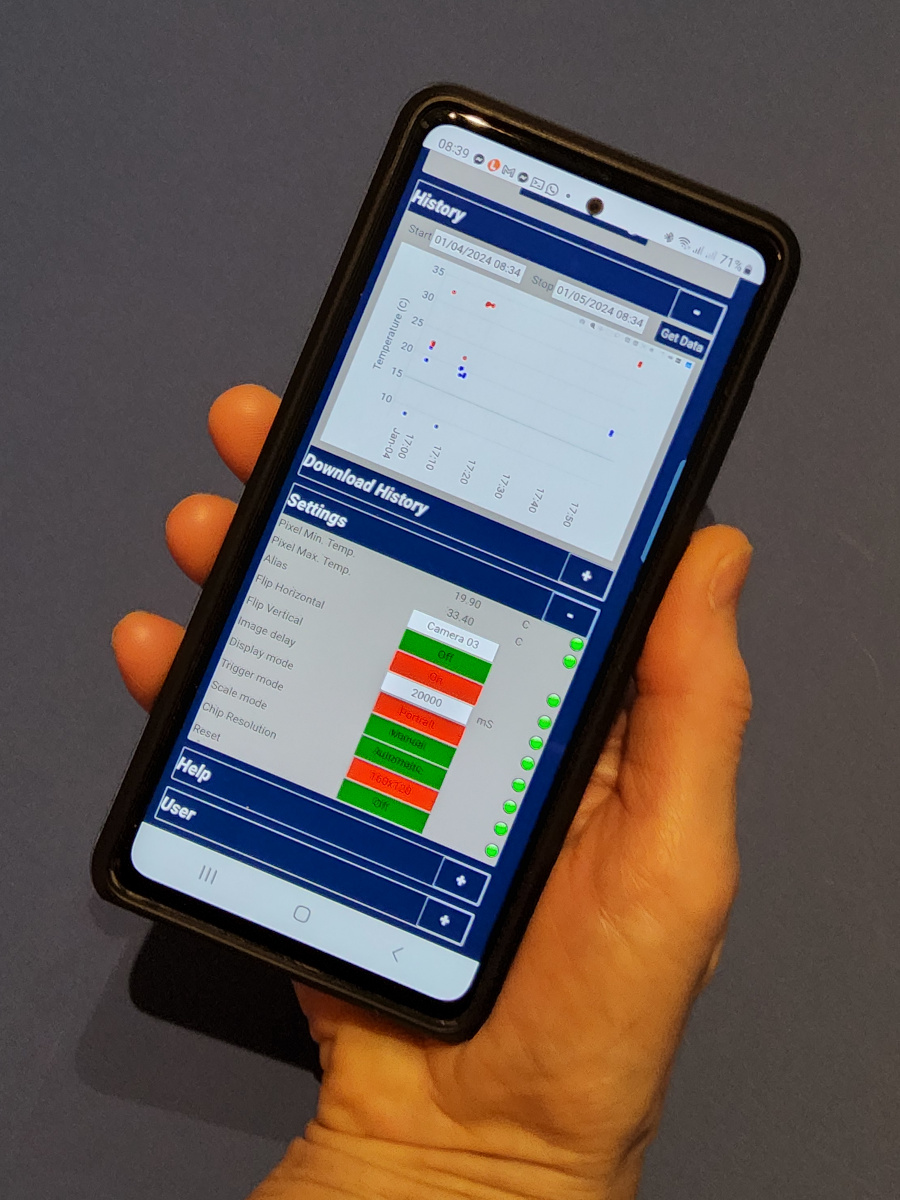 08:39
71%
History
Start 01/04/2024 08:34 Stop 01/05/2024 08:34
Get Data
35
30
25
20
15
10
Temperature (C)
17:00 17:10 17:20 17:30 17:40 17:50
Jan-04
Download History +
Settings -
Pixel Min. Temp. 19.90 C
Pixel Max. Temp. 33.40 C
Alias Camera 03
Flip Horizontal Off
Flip Vertical On
Image delay 20000 mS
Display mode Portrait
Trigger mode Manual
Scale mode Automatic
Chip Resolution 160x120
Reset Off
Help +
User +